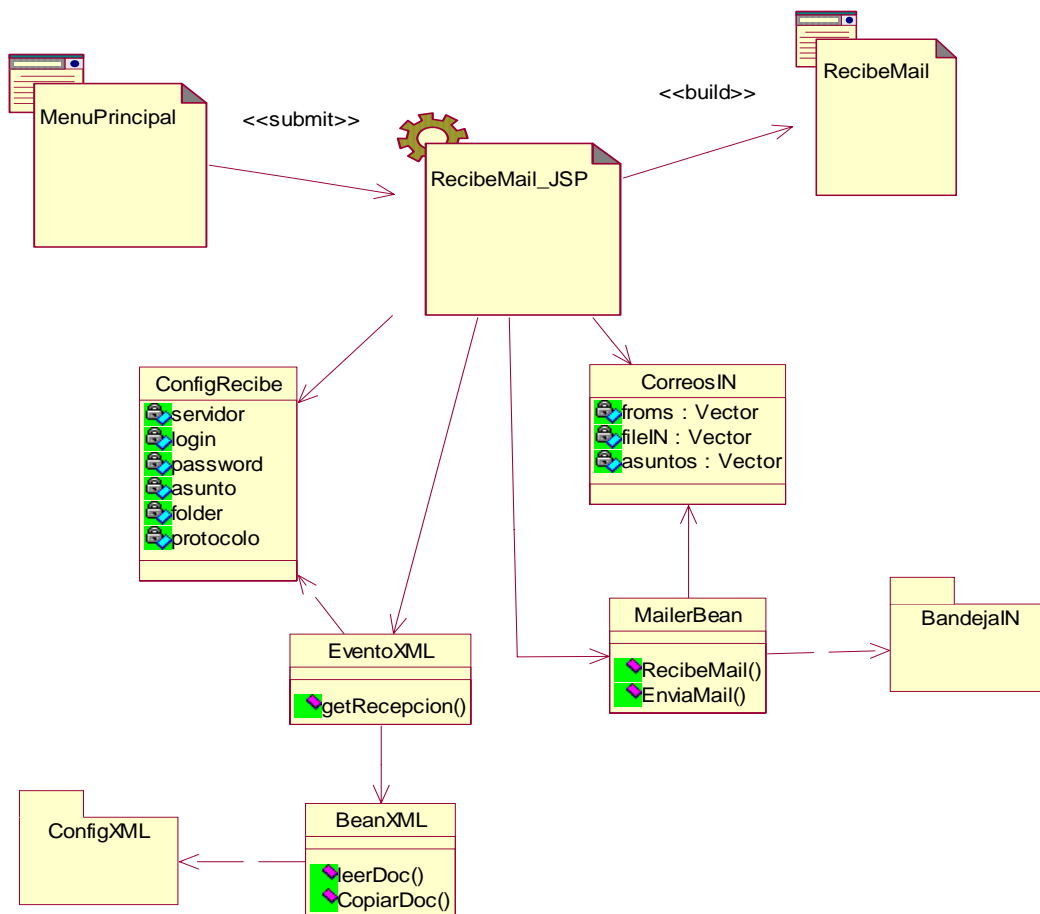 RecibeMail
MenuPrincipal
<<submit>>
<<build>>
RecibeMail_JSP
ConfigRecibe
servidor
login
password
asunto
folder
protocolo
CorreosIN
froms : Vector
fileIN : Vector
asuntos : Vector
EventoXML
getRecepcion()
MailerBean
RecibeMail()
EnviaMail()
BandejaIN
ConfigXML
BeanXML
leerDoc()
CopiarDoc()